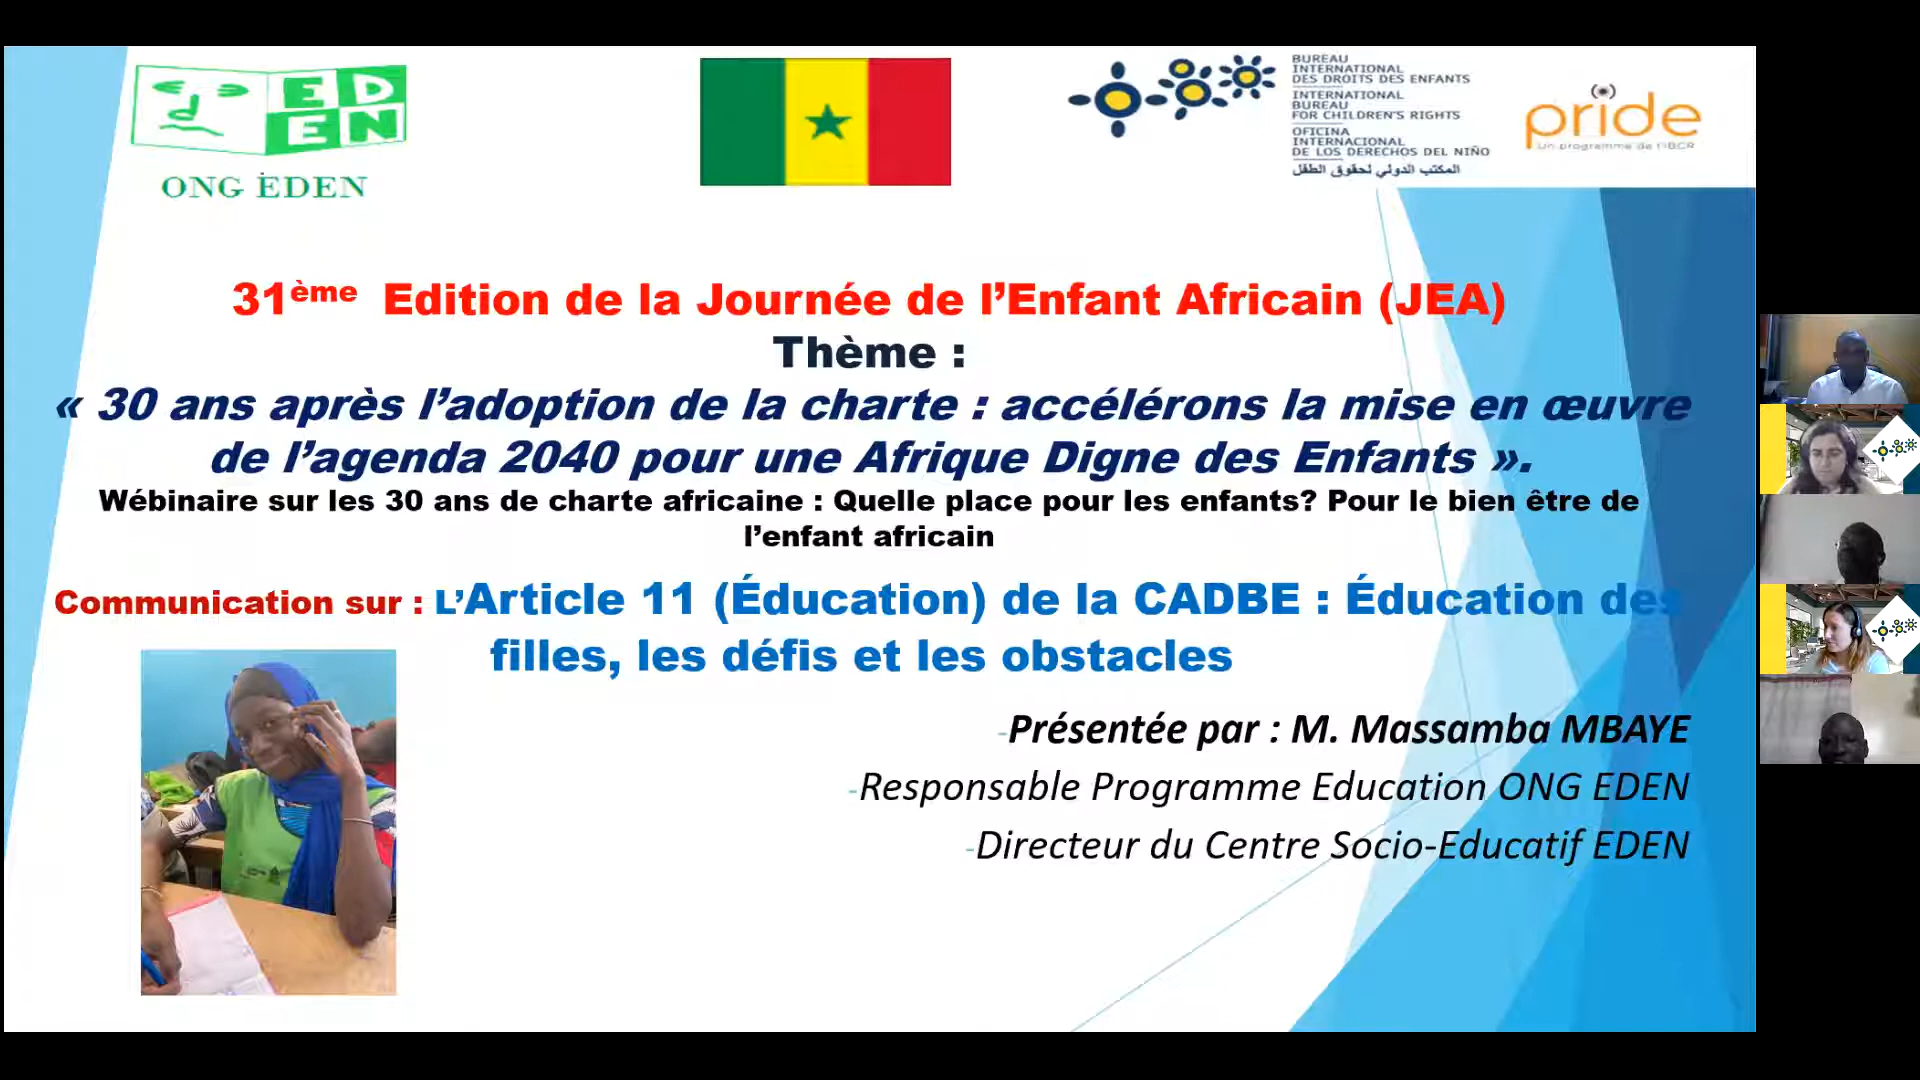 EDEN
ONG EDEN
BUREAU
INTERNATIONAL
DES DROITS DES ENFANTS
INTERNATIONAL
BUREAU
FOR CHILDREN'S RIGHTS
OFICINA
INTERNACIONAL
DE LOS DERECHOS DEL NIÑO
المكتب الدولي لحقوق الطفل
pride
Un programme de l'IBCR
31ème Edition de la Journée de l’Enfant Africain (JEA)
Thème :
« 30 ans après l’adoption de la charte : accélérons la mise en œuvre
de l’agenda 2040 pour une Afrique Digne des Enfants ».
Wébinaire sur les 30 ans de charte africaine : Quelle place pour les enfants? Pour le bien être de
l’enfant africain
Communication sur : L’Article 11 (Éducation) de la CADBE : Éducation des
filles, les défis et les obstacles
-Présentée par : M. Massamba MBAYE
-Responsable Programme Education ONG EDEN
-Directeur du Centre Socio-Educatif EDEN